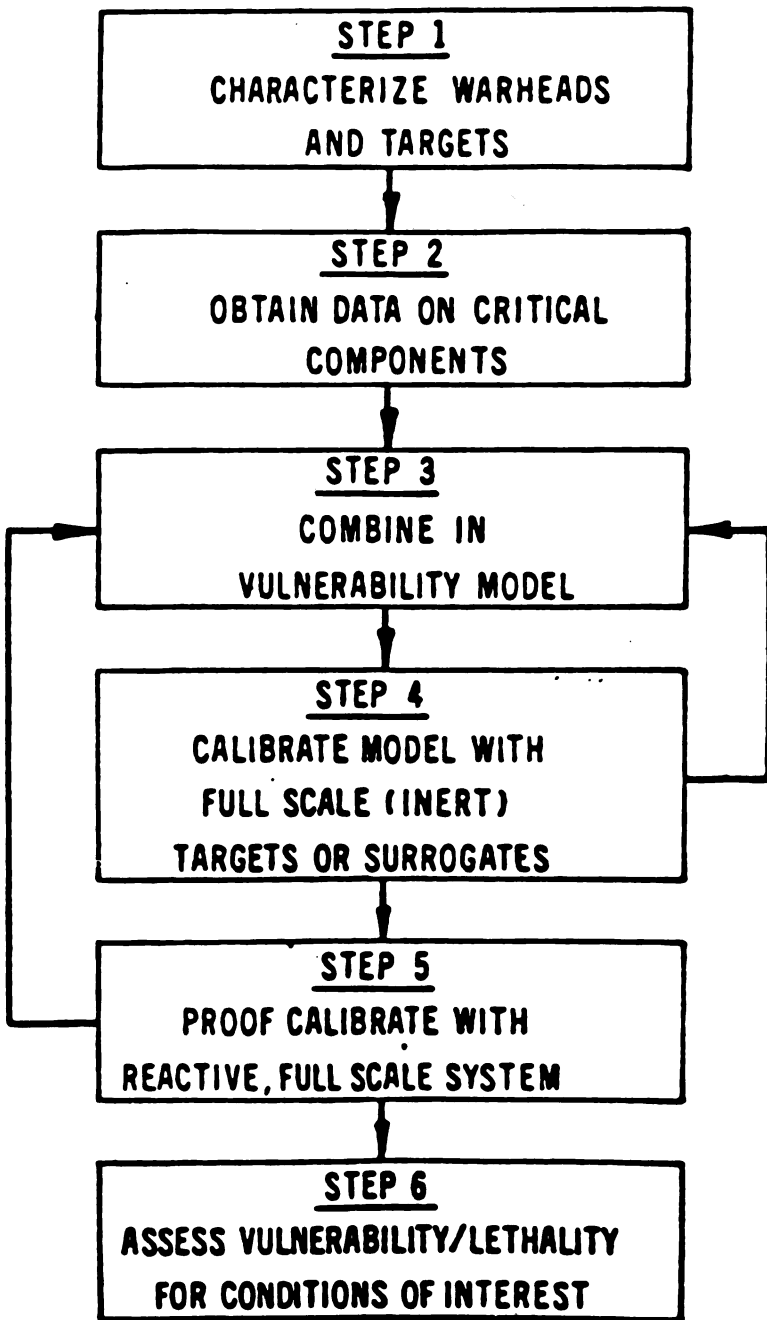 STEP 1
CHARACTERIZE WARHEADS
AND TARGETS
STEP 2
OBTAIN DATA ON CRITICAL
COMPONENTS
STEP 3
COMBINE IN
VULNERABILITY MODEL
STEP 4
CALIBRATE MODEL WITH
FULL SCALE (INERT)
TARGETS OR SURROGATES
STEP 5
PROOF CALIBRATE WITH
REACTIVE, FULL SCALE SYSTEM
STEP 6
ASSESS VULNERABILITY/LETHALITY
FOR CONDITIONS OF INTEREST